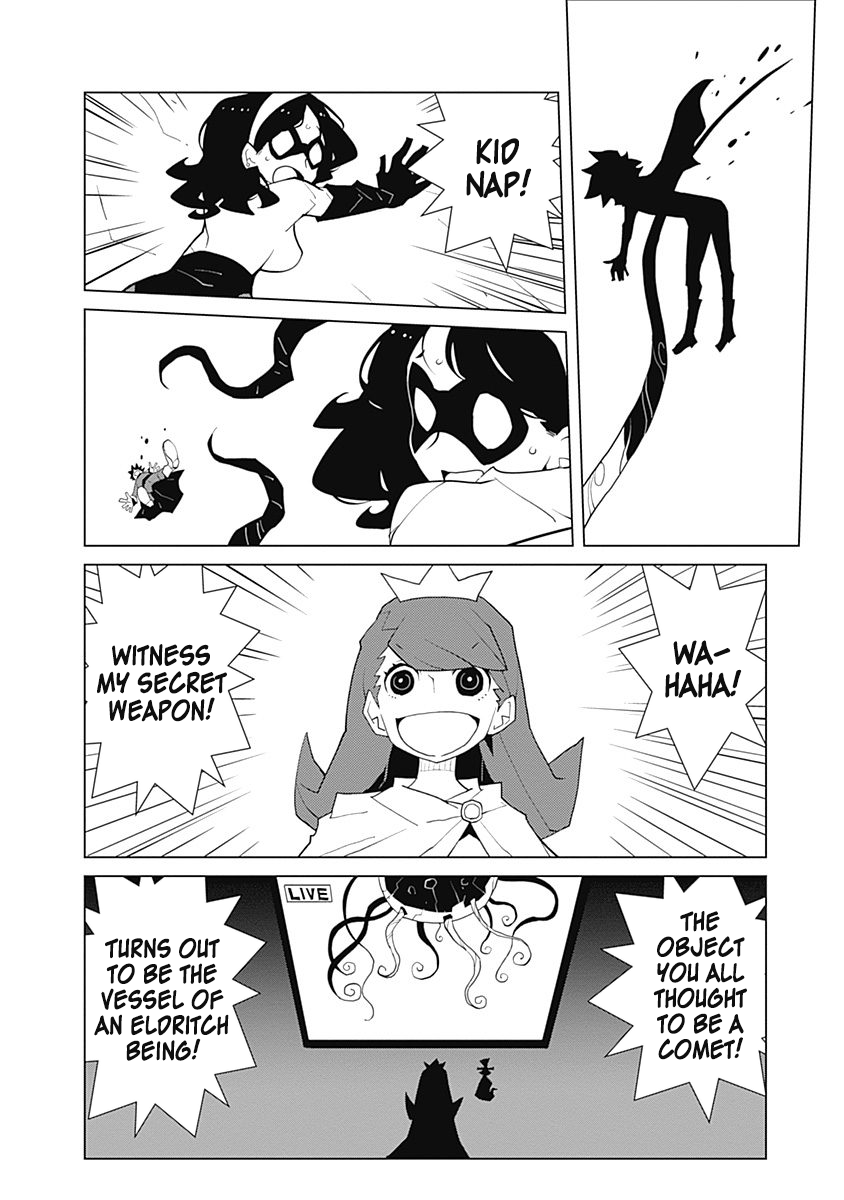 KID
NAP!
WA-
HAHA!
WITNESS
MY SECRET
WEAPON!
THE
OBJECT
YOU ALL
THOUGHT
TO BE A
COMET!
LIVE
TURNS OUT
TO BE THE
VESSEL OF
AN ELDRITCH
BEING!